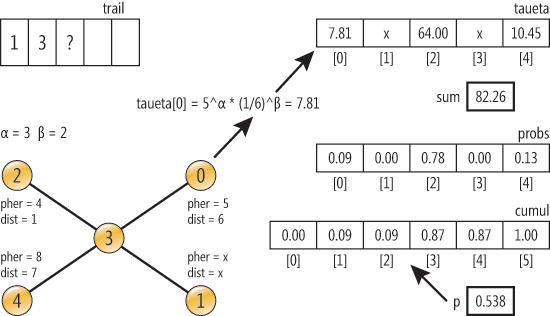 trail
1 3 ?
taueta
7.81 x 64.00 x 10.45
[0] [1] [2] [3] [4]
sum 82.26
taueta[0] = 5^α * (1/6)^β = 7.81
α = 3 β = 2
probs
0.09 0.00 0.78 0.00 0.13
[0] [1] [2] [3] [4]
2
pher = 4
dist = 1
0
pher = 5
dist = 6
3
pher = 8
dist = 7
4
pher = x
dist = x
1
cumul
0.00 0.09 0.09 0.87 0.87 1.00
[0] [1] [2] [3] [4] [5]
p 0.538